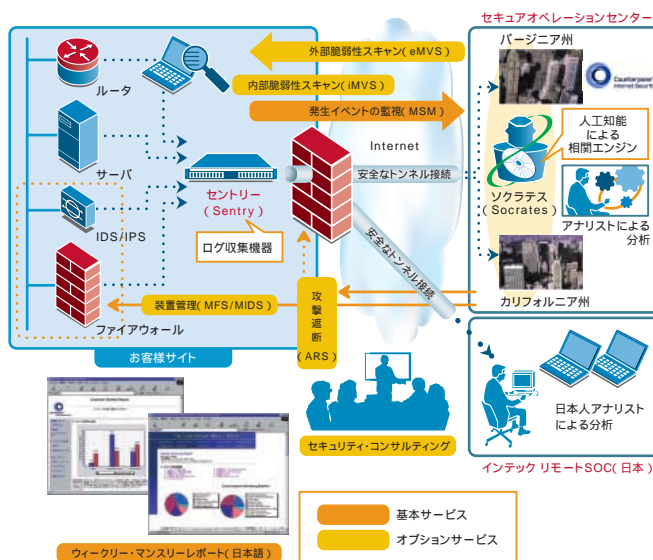 セキュアオペレーションセンター
外部脆弱性スキャン(eMVS)
バージニア州
Counterpane
Internet Security
ルータ
内部脆弱性スキャン(iMVS)
発生イベントの監視(MSM)
人工知能
による
相関エンジン
Internet
サーバ
安全なトンネル接続
セントリー
(Sentry)
ソクラテス
(Socrates)
IDS/IPS
ログ収集機器
アナリストによる
分析
安全なトンネル接続
装置管理(MFS/MIDS)
攻撃遮断
(ARS)
カリフォルニア州
ファイアウォール
お客様サイト
日本人アナリスト
による分析
セキュリティ・コンサルティング
インテック リモートSOC(日本)
基本サービス
オプションサービス
ウィークリー・マンスリーレポート(日本語)